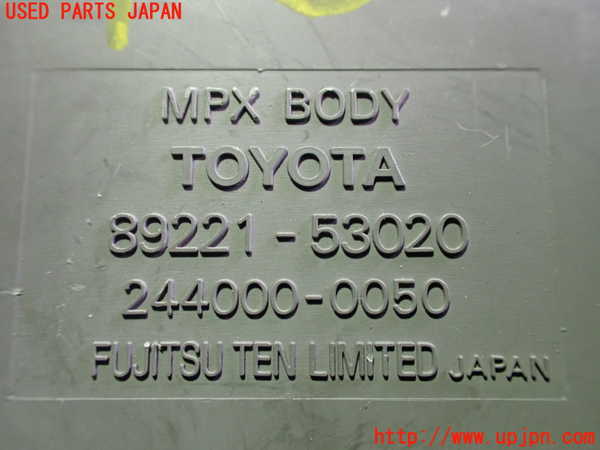 USED PARTS JAPAN
MPX BODY
TOYOTA
89221-53020
244000-0050
FUJITSU TEN LIMITED JAPAN
http://www.upjpn.com